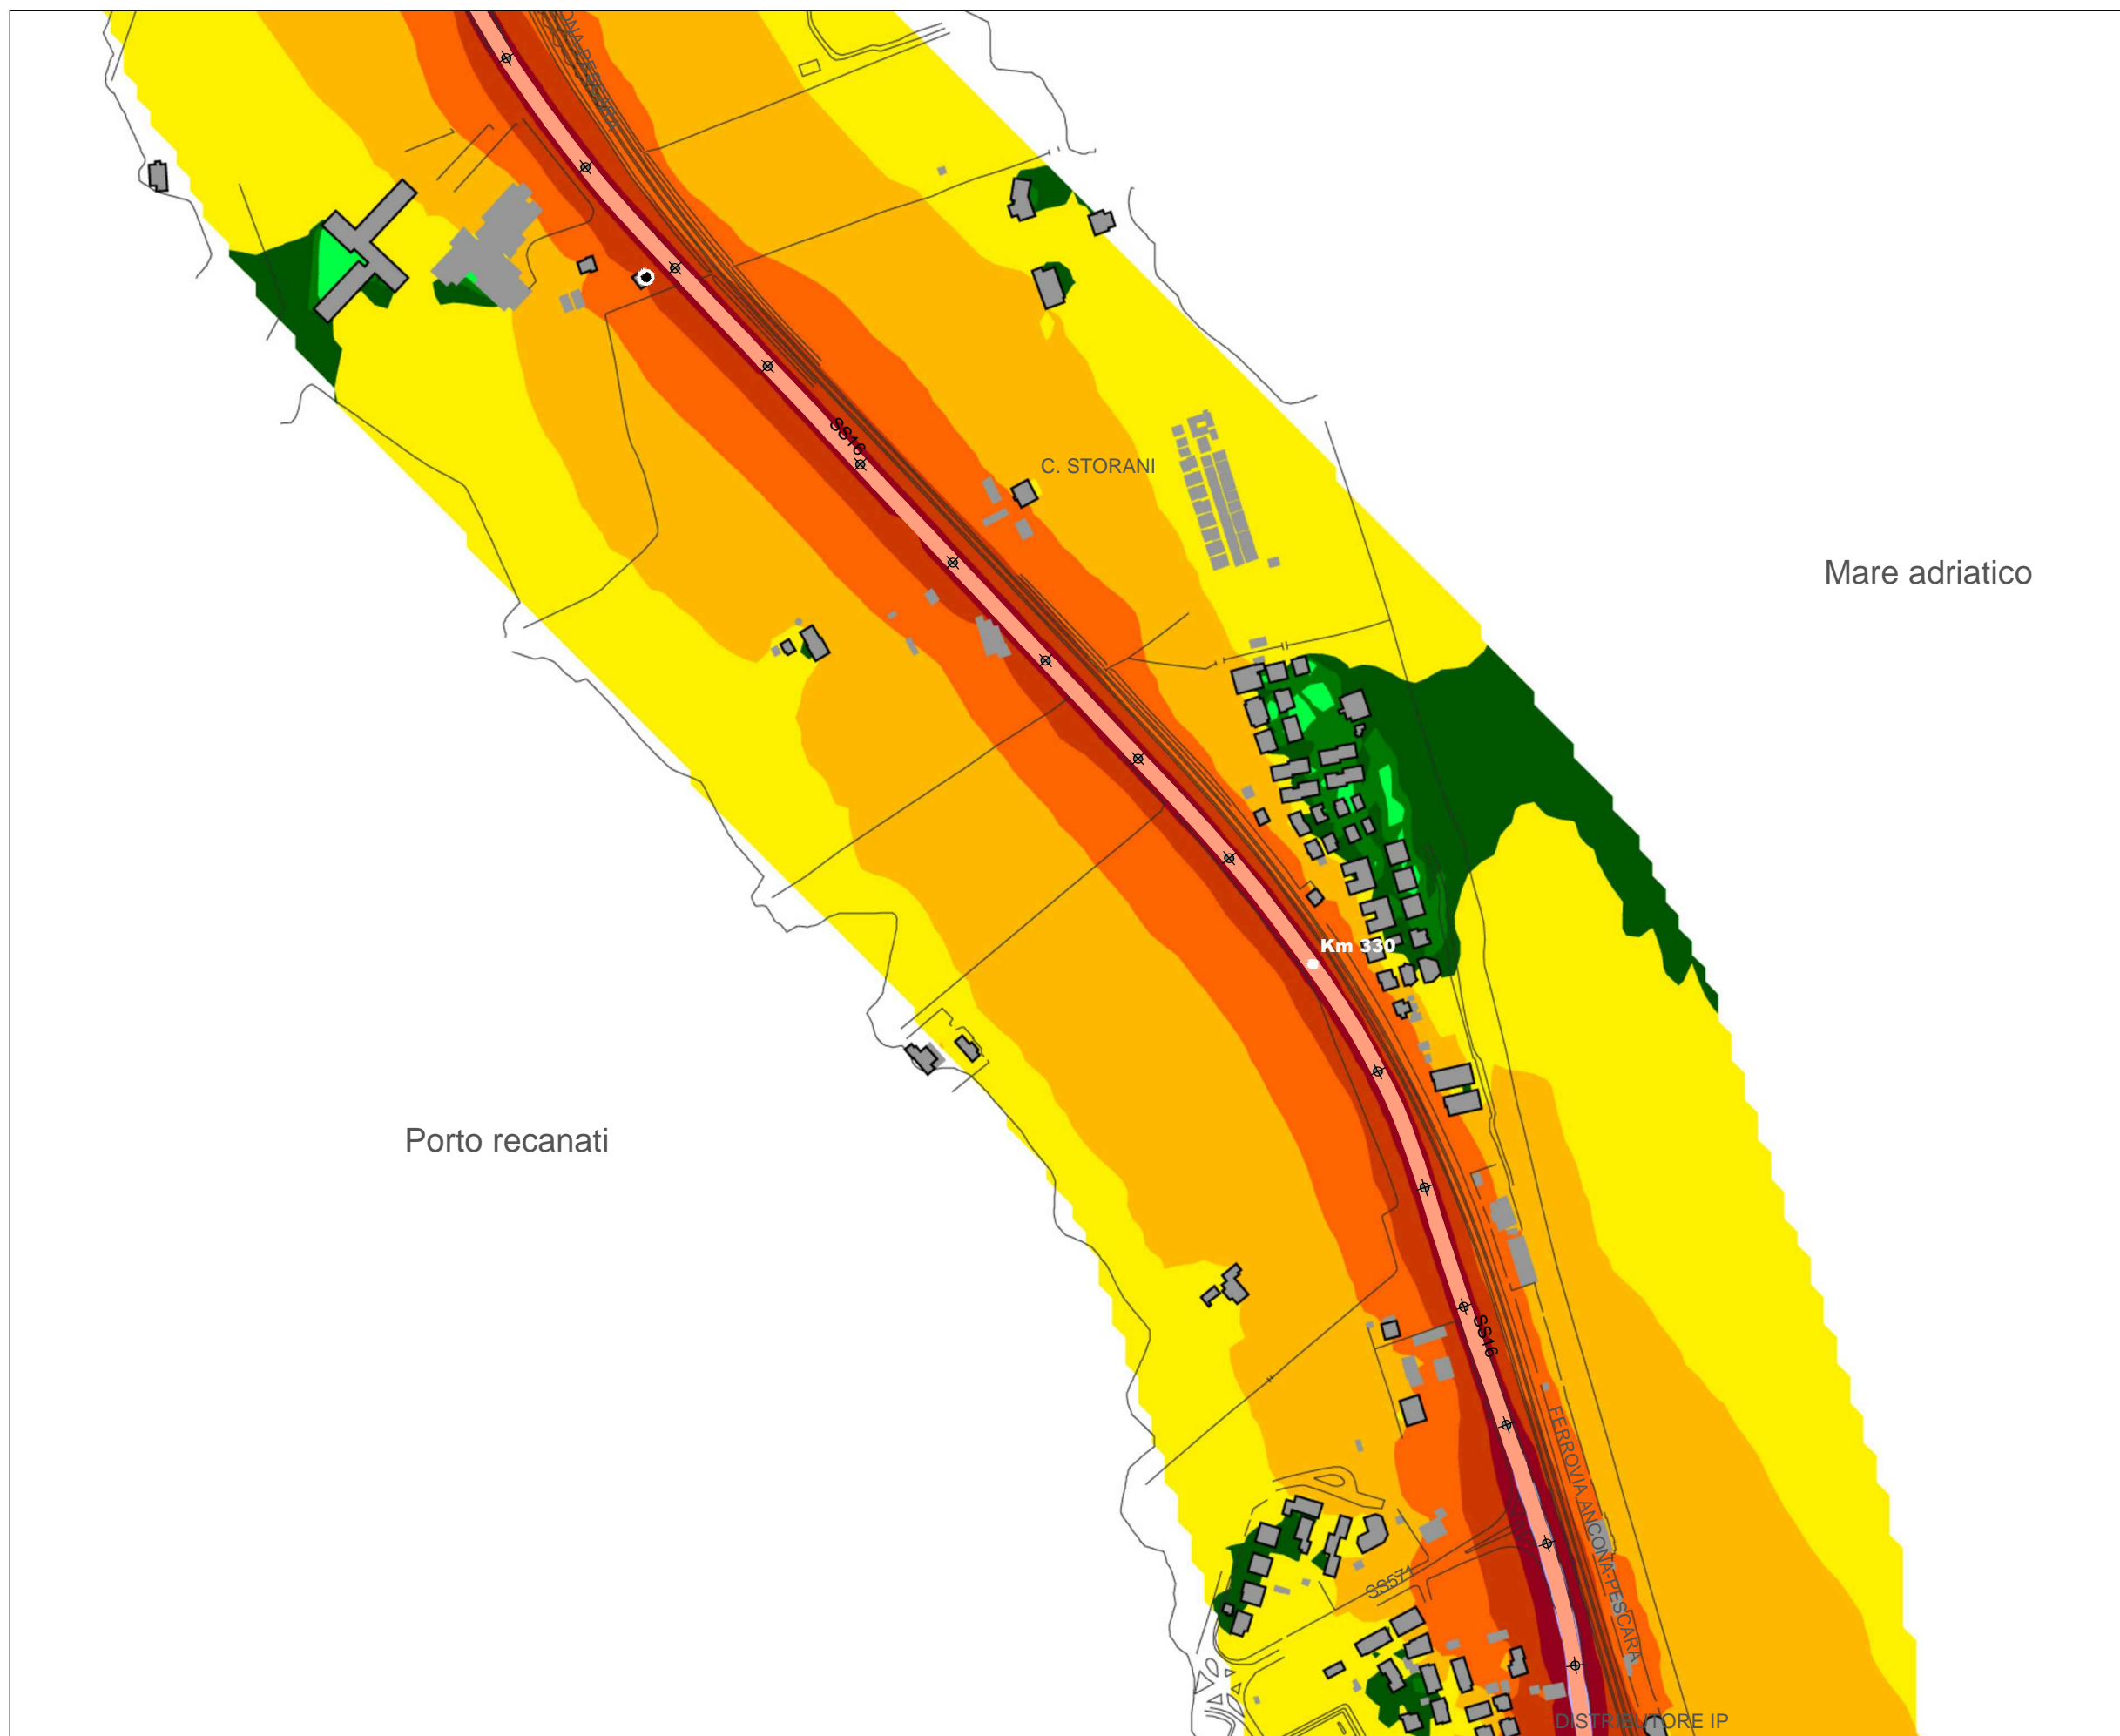 SS16
C. STORANI
Mare adriatico
Km 330
Porto recanati
SS16
FERROVIA ANCONA-PESCARA
SS571
DISTRIBUTORE IP